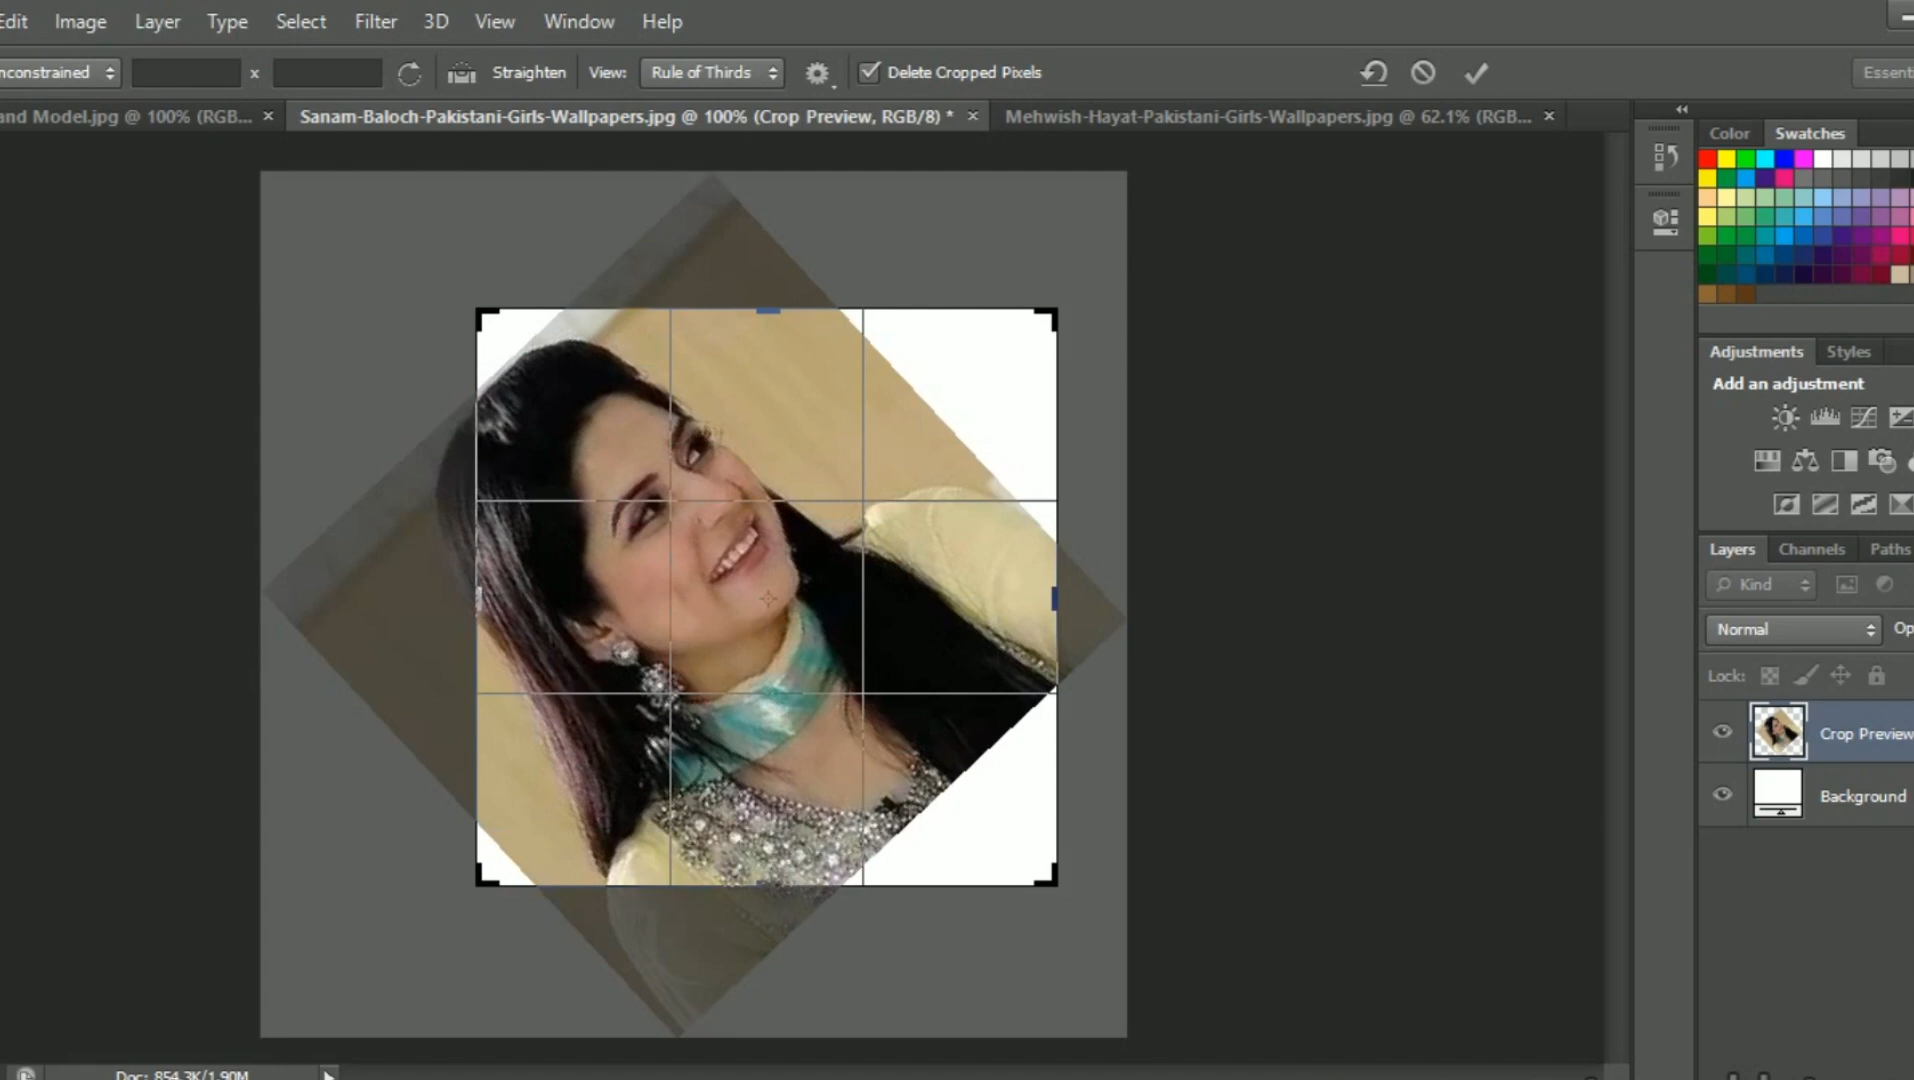 Edit Image Layer Type Select Filter 3D View Window Help
nconstrained x Straighten View: Rule of Thirds Delete Cropped Pixels Essent
and Model.jpg @ 100% (RGB... × Sanam-Baloch-Pakistani-Girls-Wallpapers.jpg @ 100% (Crop Preview, RGB/8) * × Mehwish-Hayat-Pakistani-Girls-Wallpapers.jpg @ 62.1% (RGB... ×
Color Swatches
Adjustments Styles
Add an adjustment
Layers Channels Paths
Kind
Normal Op
Lock:
Crop Preview
Background
Doc: 854.3K/1.90M